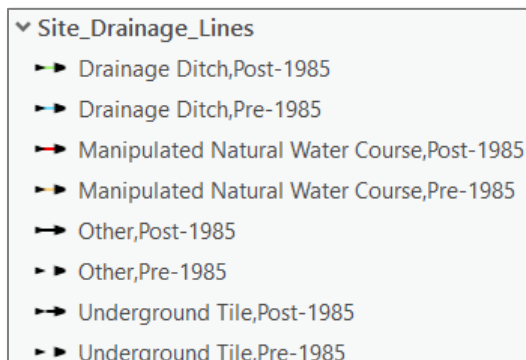 Site_Drainage_Lines
Drainage Ditch,Post-1985
Drainage Ditch,Pre-1985
Manipulated Natural Water Course,Post-1985
Manipulated Natural Water Course,Pre-1985
Other,Post-1985
Other,Pre-1985
Underground Tile,Post-1985
Underground Tile,Pre-1985